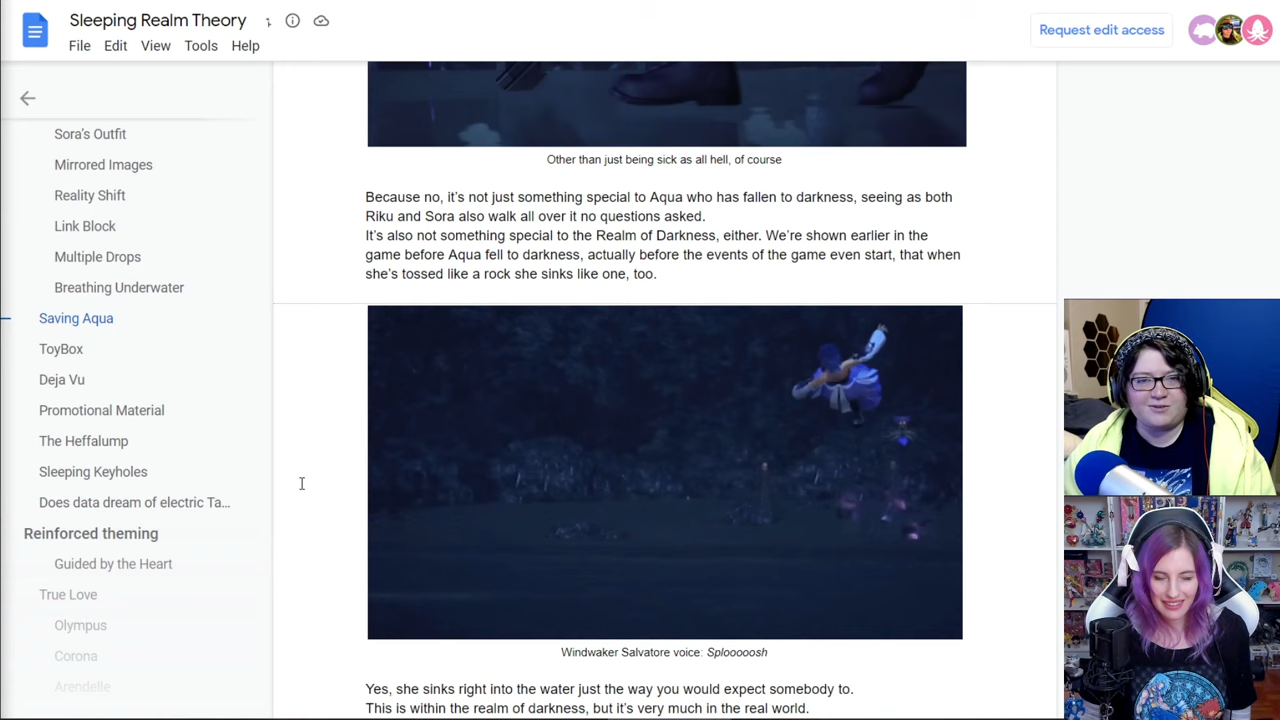 Sleeping Realm Theory
File Edit View Tools Help
Request edit access
Sora's Outfit
Mirrored Images
Reality Shift
Link Block
Multiple Drops
Breathing Underwater
Saving Aqua
ToyBox
Deja Vu
Promotional Material
The Heffalump
Sleeping Keyholes
Does data dream of electric Ta...
Reinforced theming
Guided by the Heart
True Love
Olympus
Corona
Arendelle
Other than just being sick as all hell, of course
Because no, it's not just something special to Aqua who has fallen to darkness, seeing as both
Riku and Sora also walk all over it no questions asked.
It's also not something special to the Realm of Darkness, either. We're shown earlier in the
game before Aqua fell to darkness, actually before the events of the game even start, that when
she's tossed like a rock she sinks like one, too.
Windwaker Salvatore voice: Splooooosh
Yes, she sinks right into the water just the way you would expect somebody to.
This is within the realm of darkness, but it's very much in the real world.